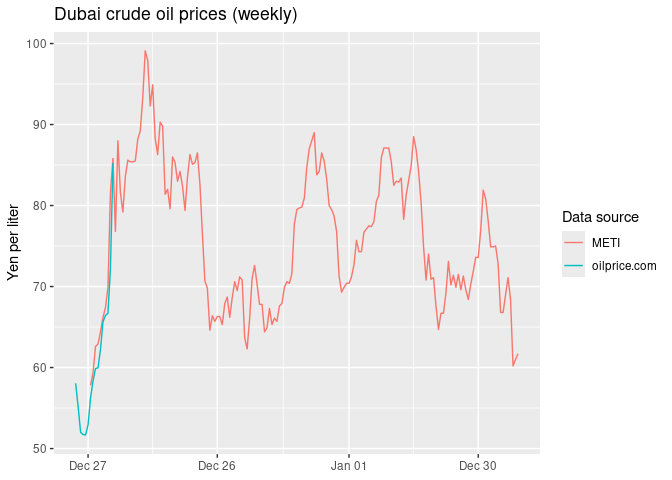 Dubai crude oil prices (weekly)
Yen per liter
100
90
80
70
60
50
Dec 27
Dec 26
Jan 01
Dec 30
Data source
METI
oilprice.com